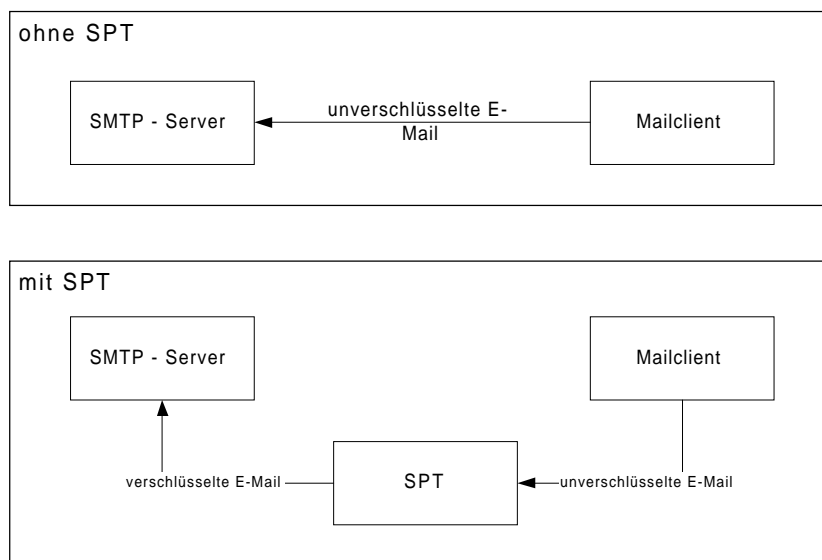 ohne SPT
SMTP - Server
unverschlüsselte E-
Mail
Mailclient
mit SPT
SMTP - Server
Mailclient
verschlüsselte E-Mail
SPT
unverschlüsselte E-Mail